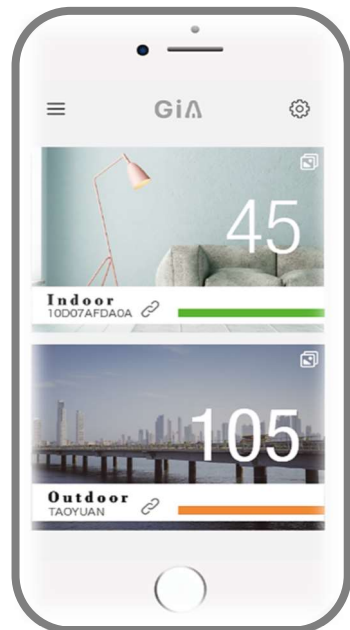 GiA
45
Indoor
10D07AFDA0A
105
Outdoor
TAOYUAN